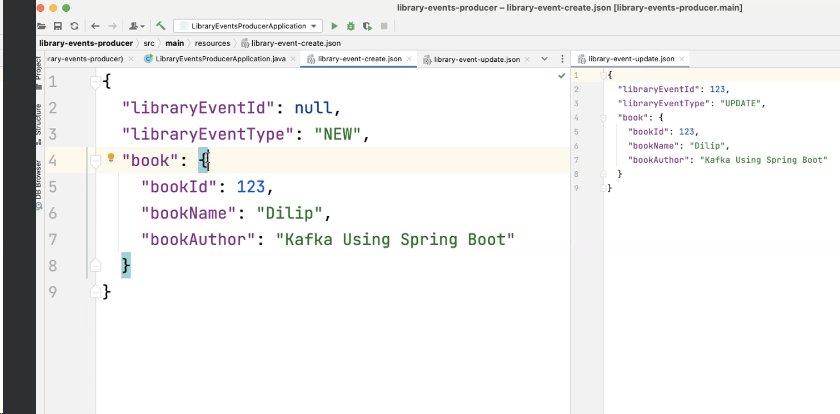 library-events-producer – library-event-create.json [library-events-producer.main]
LibraryEventsProducerApplication
library-events-producer src main resources library-event-create.json
rary-events-producer) LibraryEventsProducerApplication.java library-event-create.json library-event-update.json
library-event-update.json
Project
Structure
DB Browser
1 {
2 "libraryEventId": null,
3 "libraryEventType": "NEW",
4 "book": {
5 "bookId": 123,
6 "bookName": "Dilip",
7 "bookAuthor": "Kafka Using Spring Boot"
8 }
9 }
1 {
2 "libraryEventId": 123,
3 "libraryEventType": "UPDATE",
4 "book": {
5 "bookId": 123,
6 "bookName": "Dilip",
7 "bookAuthor": "Kafka Using Spring Boot"
8 }
9 }